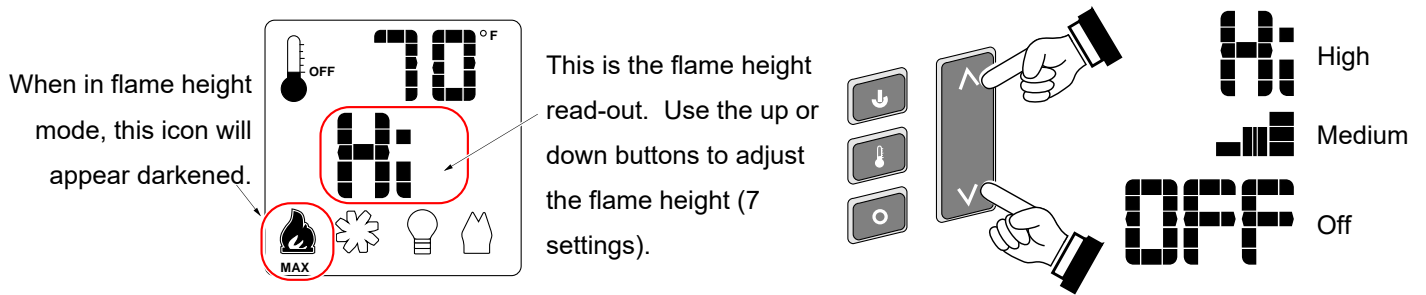 When in flame height
mode, this icon will
appear darkened.
OFF
70 °F
Hi
MAX
This is the flame height
read-out. Use the up or
down buttons to adjust
the flame height (7
settings).
Hi High
Medium
OFF Off